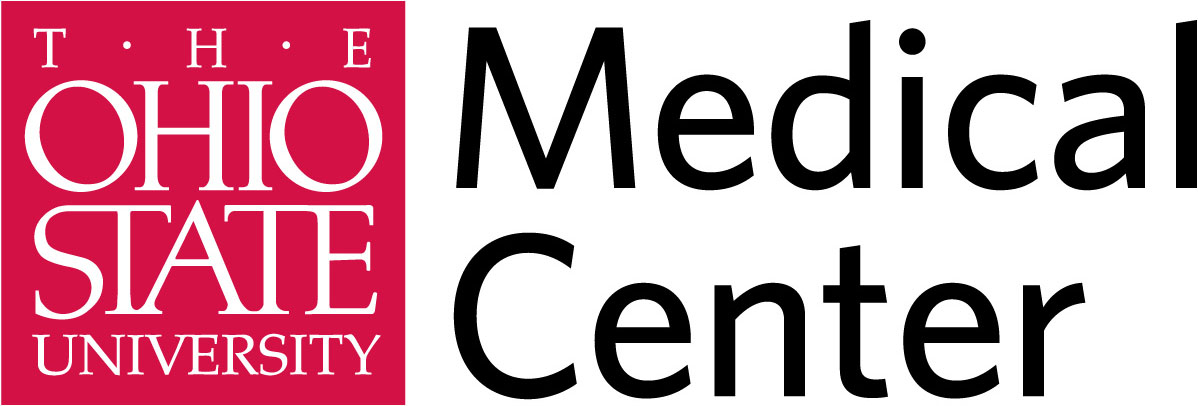 T · H · E
OHIO
STATE
UNIVERSITY
Medical
Center